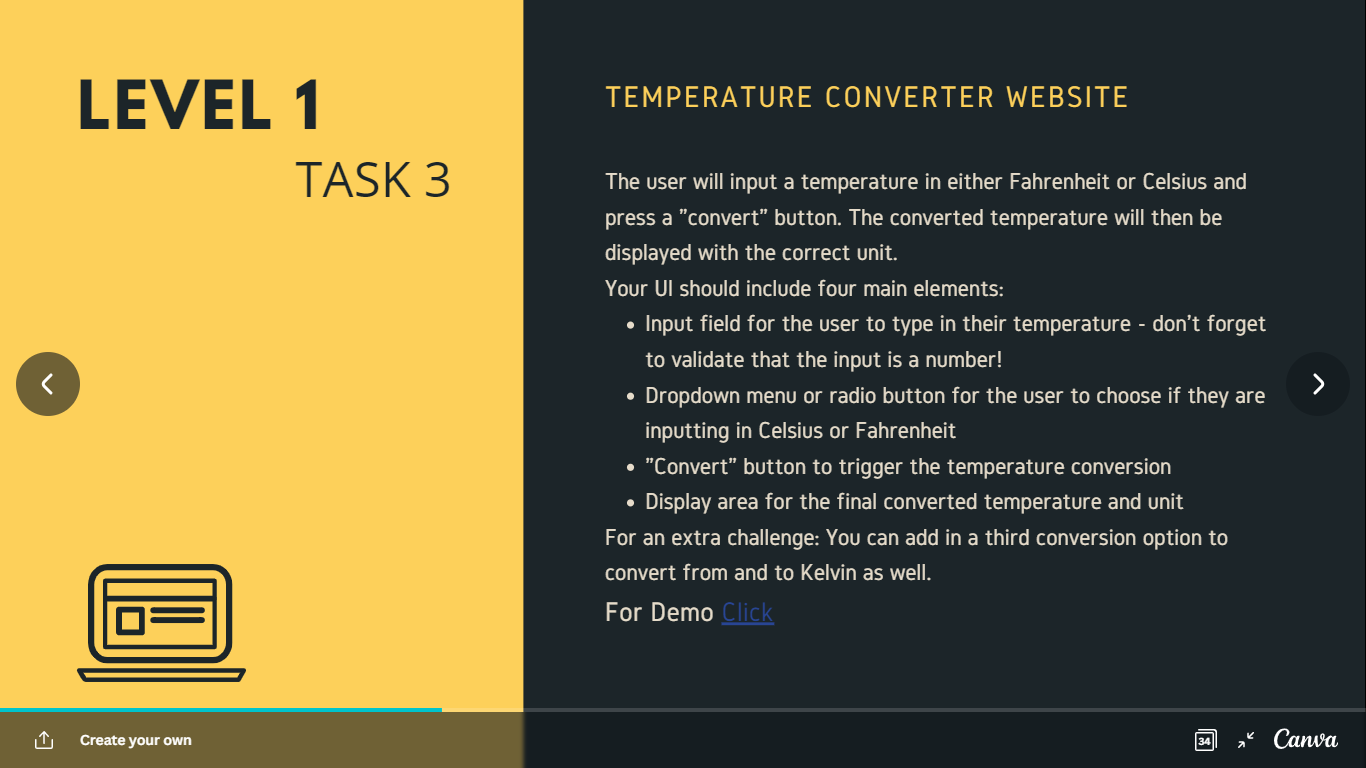 LEVEL 1
TASK 3
TEMPERATURE CONVERTER WEBSITE
The user will input a temperature in either Fahrenheit or Celsius and
press a ”convert” button. The converted temperature will then be
displayed with the correct unit.
Your UI should include four main elements:
• Input field for the user to type in their temperature - don’t forget
to validate that the input is a number!
• Dropdown menu or radio button for the user to choose if they are
inputting in Celsius or Fahrenheit
• ”Convert” button to trigger the temperature conversion
• Display area for the final converted temperature and unit
For an extra challenge: You can add in a third conversion option to
convert from and to Kelvin as well.
For Demo Click
Create your own
34
Canva